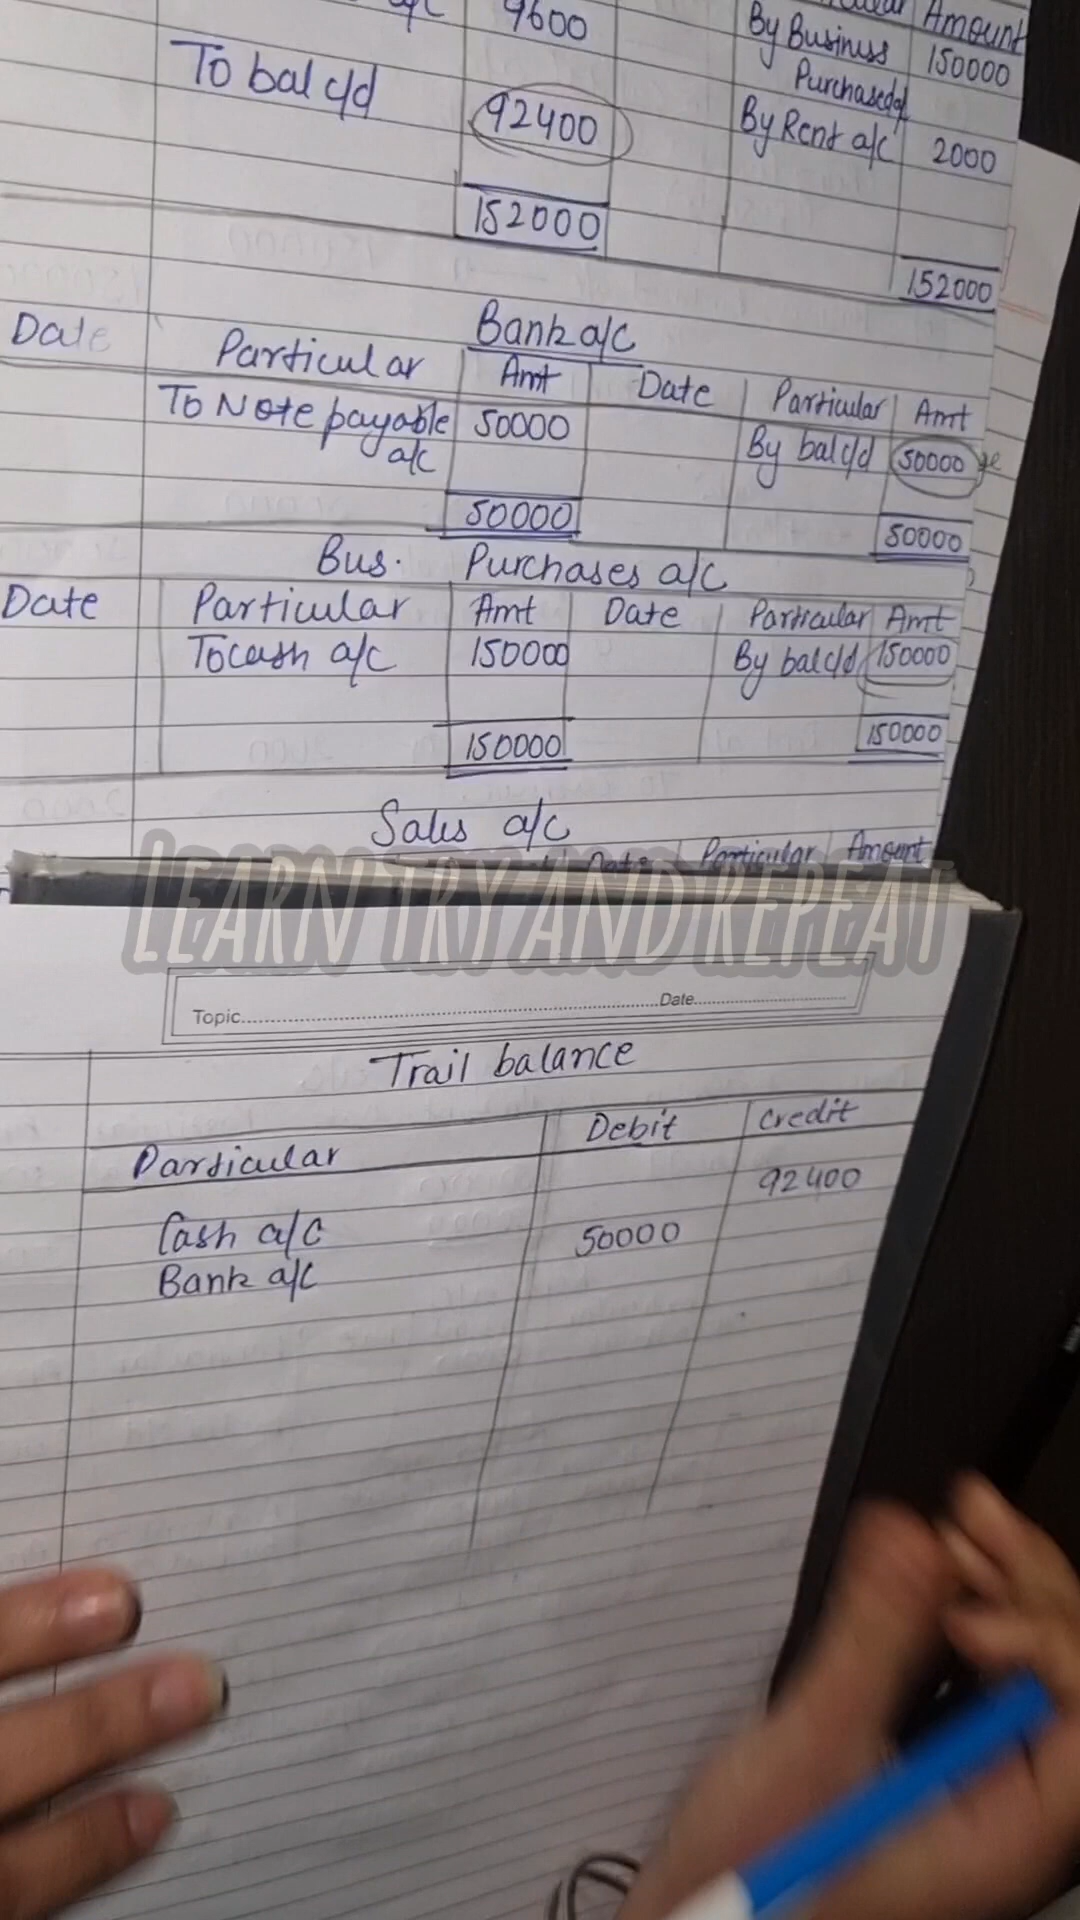 a/c 9600 Amount
By Business 150000
Purchased a/c
To bal c/d 92400 By Rent a/c 2000
152000 152000
Bank a/c
Date Particular Amt Date Particular Amt
To Note payable a/c 50000 By bal c/d 50000
50000 50000
Bus. Purchases a/c
Date Particular Amt Date Particular Amt
To cash a/c 150000 By bal c/d 150000
150000 150000
Sales a/c
Date Particular Amount
LEARN TRY AND REPEAT
Topic Date
Trail balance
Particular Debit Credit
Cash a/c 92400
Bank a/c 50000